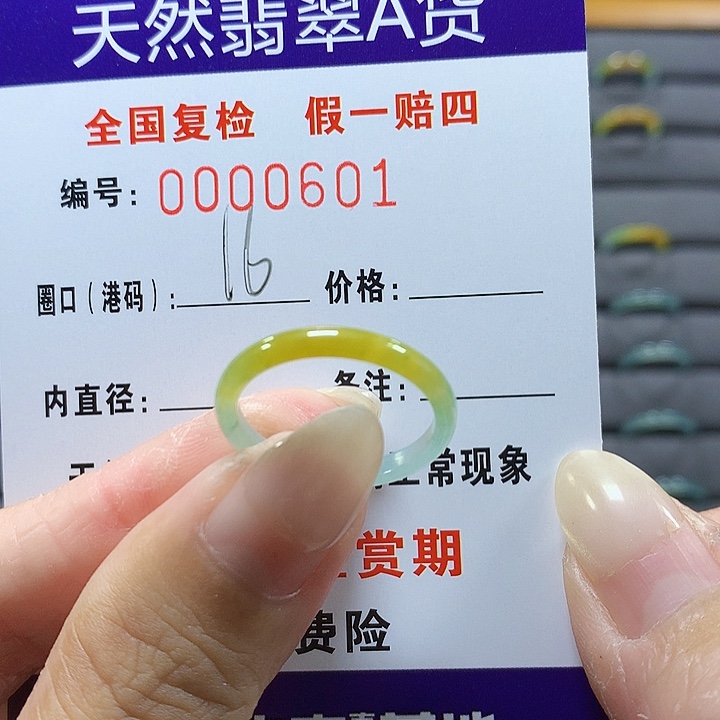 天然翡翠A货
全国复检 假一赔四
编号: 0000601
圈口(港码): 16 价格:
内直径: 备注:
正常现象
赏期
费险